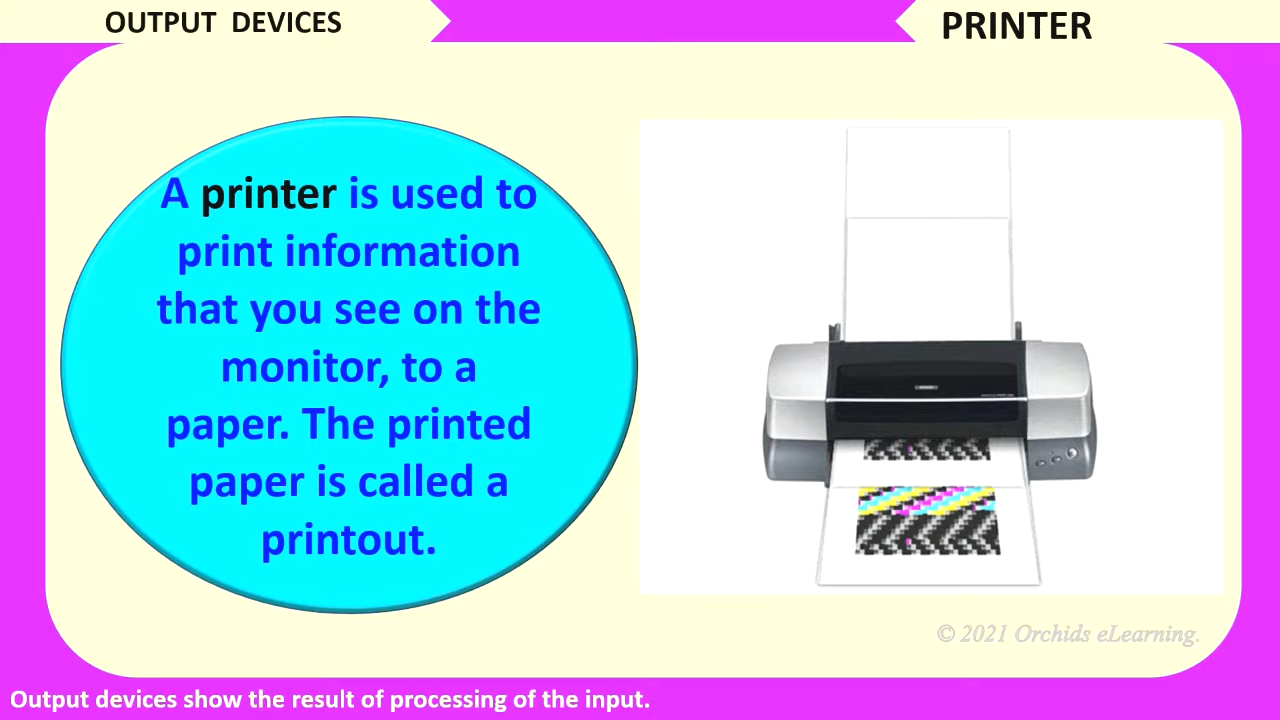 OUTPUT DEVICES
PRINTER
A printer is used to
print information
that you see on the
monitor, to a
paper. The printed
paper is called a
printout.
© 2021 Orchids eLearning.
Output devices show the result of processing of the input.